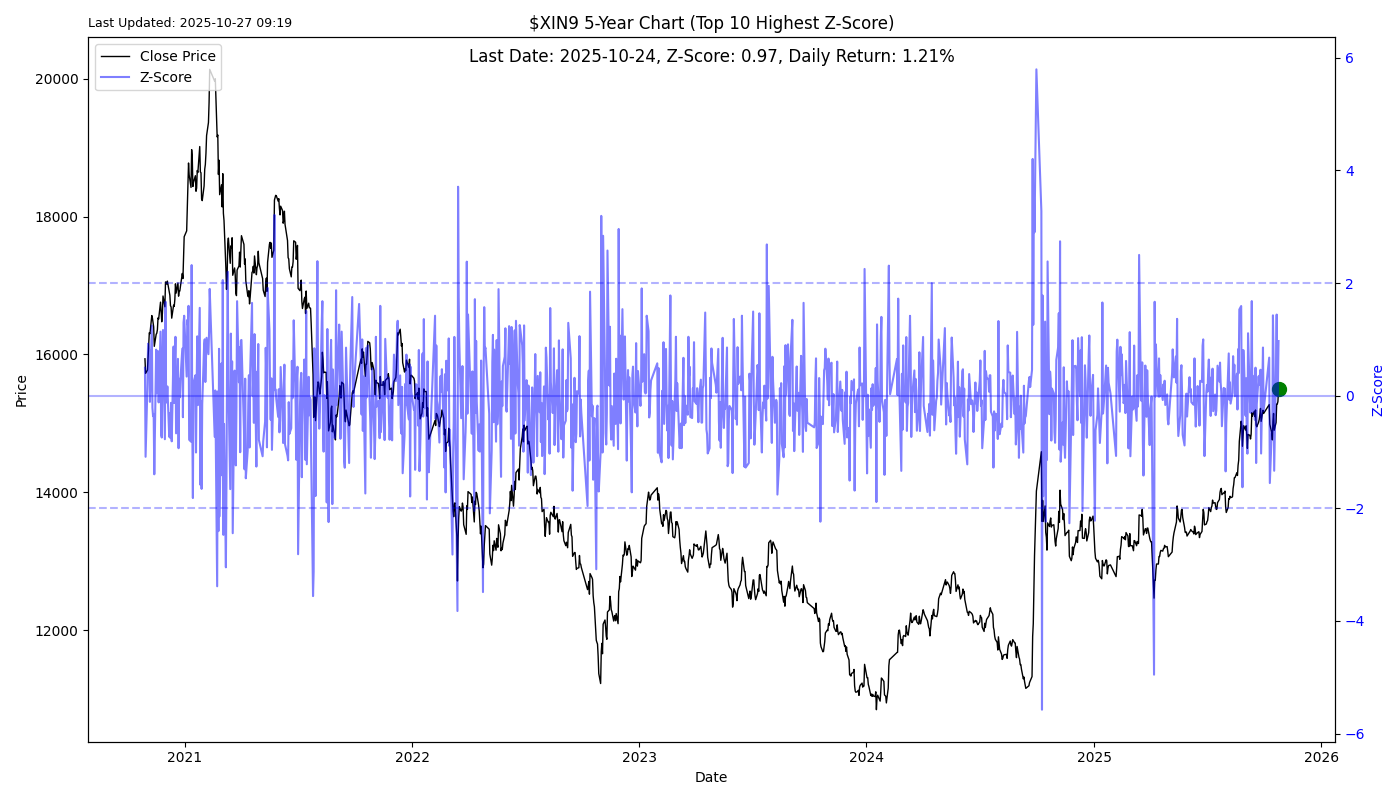 Last Updated: 2025-10-27 09:19
$XIN9 5-Year Chart (Top 10 Highest Z-Score)
Last Date: 2025-10-24, Z-Score: 0.97, Daily Return: 1.21%
Close Price
Z-Score
20000
18000
16000
14000
12000
Price
6
4
2
0
−2
−4
−6
Z-Score
2021
2022
2023
2024
2025
2026
Date